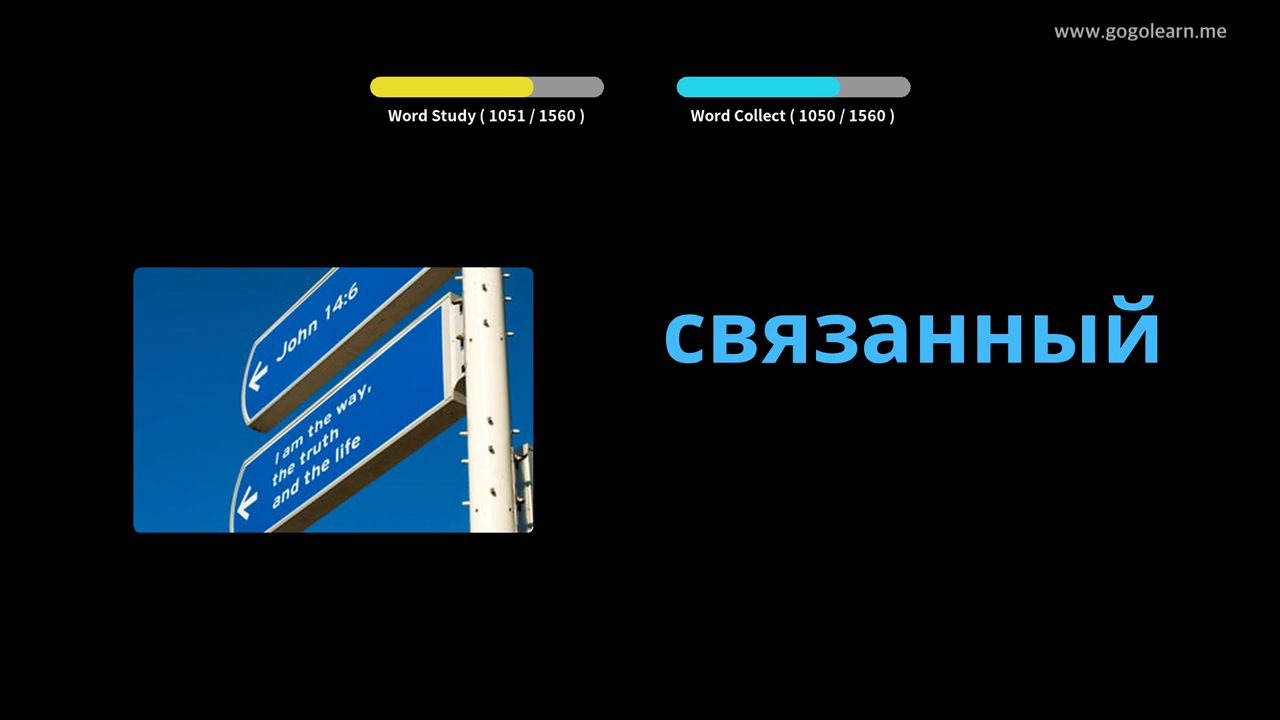 www.gogolearn.me
Word Study ( 1051 / 1560 )
Word Collect ( 1050 / 1560 )
John 14:6
I am the way,
the truth
and the life
связанный